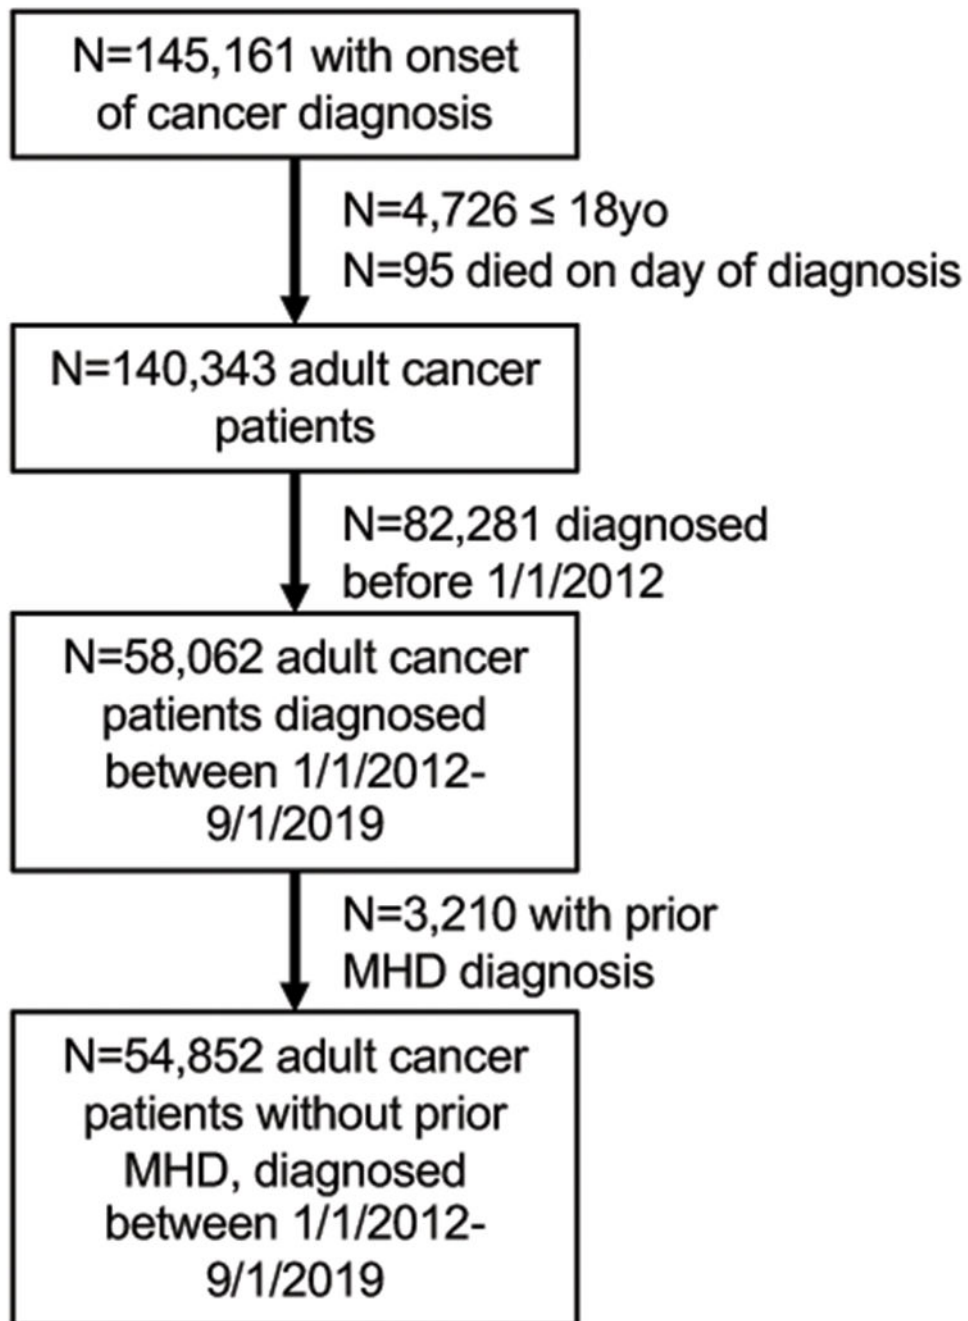 N=145,161 with onset
of cancer diagnosis
N=4,726 ≤ 18yo
N=95 died on day of diagnosis
N=140,343 adult cancer
patients
N=82,281 diagnosed
before 1/1/2012
N=58,062 adult cancer
patients diagnosed
between 1/1/2012-
9/1/2019
N=3,210 with prior
MHD diagnosis
N=54,852 adult cancer
patients without prior
MHD, diagnosed
between 1/1/2012-
9/1/2019